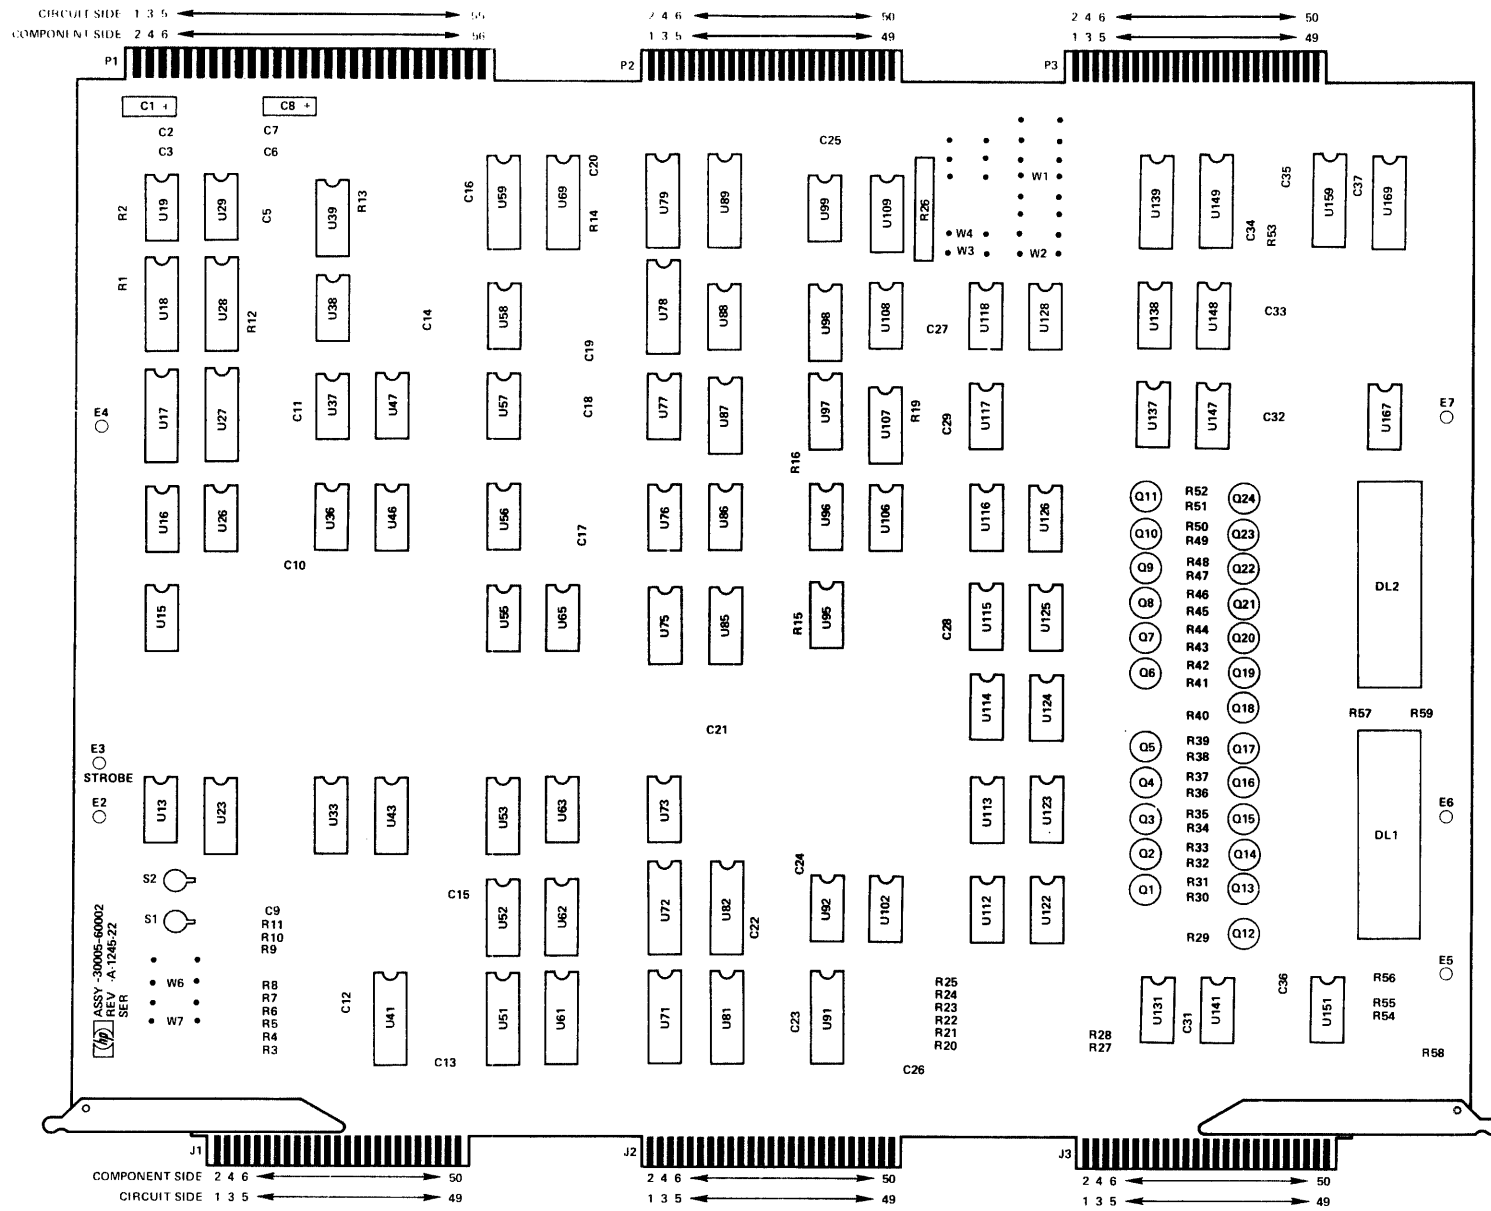 CIRCUIT SIDE 1 3 5 55
COMPONENT SIDE 2 4 6 56
2 4 6 50
1 3 5 49
2 4 6 50
1 3 5 49
P1
P2
P3
C1 +
C8 +
C2
C7
C3
C6
C25
W1
R2
U19
U29
C5
U39
R13
C16
U59
U69
C20
R14
U79
U89
U99
U109
R26
W4
W3
W2
U139
U149
C34
R53
C35
U159
C37
U169
R1
U18
U28
R12
U38
C14
U58
C19
U78
U88
U98
U108
C27
U118
U128
U138
U148
C33
E4
U17
U27
C11
U37
U47
U57
C18
U77
U87
R16
U97
U107
R19
C29
U117
U137
U147
C32
U167
E7
U16
U26
U36
U46
U56
C17
U76
U86
U96
U106
U116
U126
C10
Q11
R52
R51
Q24
Q10
R50
R49
Q23
Q9
R48
R47
Q22
Q8
R46
R45
Q21
Q7
R44
R43
Q20
Q6
R42
R41
Q19
R40
Q18
DL2
U15
U55
U65
U75
U85
R15
U95
C28
U115
U125
U114
U124
C21
R57
R59
E3
STROBE
E2
U13
U23
U33
U43
U53
U63
U73
U113
U123
Q5
R39
R38
Q17
Q4
R37
R36
Q16
Q3
R35
R34
Q15
Q2
R33
R32
Q14
Q1
R31
R30
Q13
R29
Q12
DL1
E6
S2
S1
C9
R11
R10
R9
C15
U52
U62
U72
U82
C22
C24
U92
U102
U112
U122
hp
ASSY -30005-60002
REV ·A-1245-22
SER
W6
W7
R8
R7
R6
R5
R4
R3
C12
U41
C13
U51
U61
U71
U81
C23
U91
R25
R24
R23
R22
R21
R20
C26
R28
R27
U131
C31
U141
C36
U151
R56
R55
R54
E5
R58
J1
J2
J3
COMPONENT SIDE 2 4 6 50
CIRCUIT SIDE 1 3 5 49
2 4 6 50
1 3 5 49
2 4 6 50
1 3 5 49